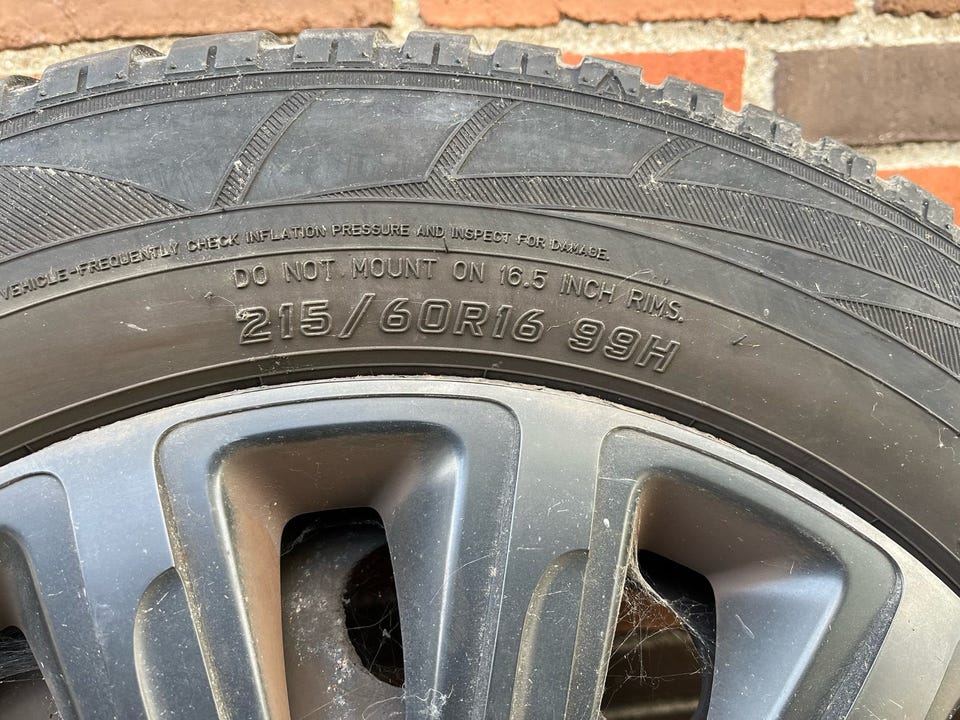 VEHICLE-FREQUENTLY CHECK INFLATION PRESSURE AND INSPECT FOR DAMAGE.
DO NOT MOUNT ON 16.5 INCH RIMS.
215/60R16 99H